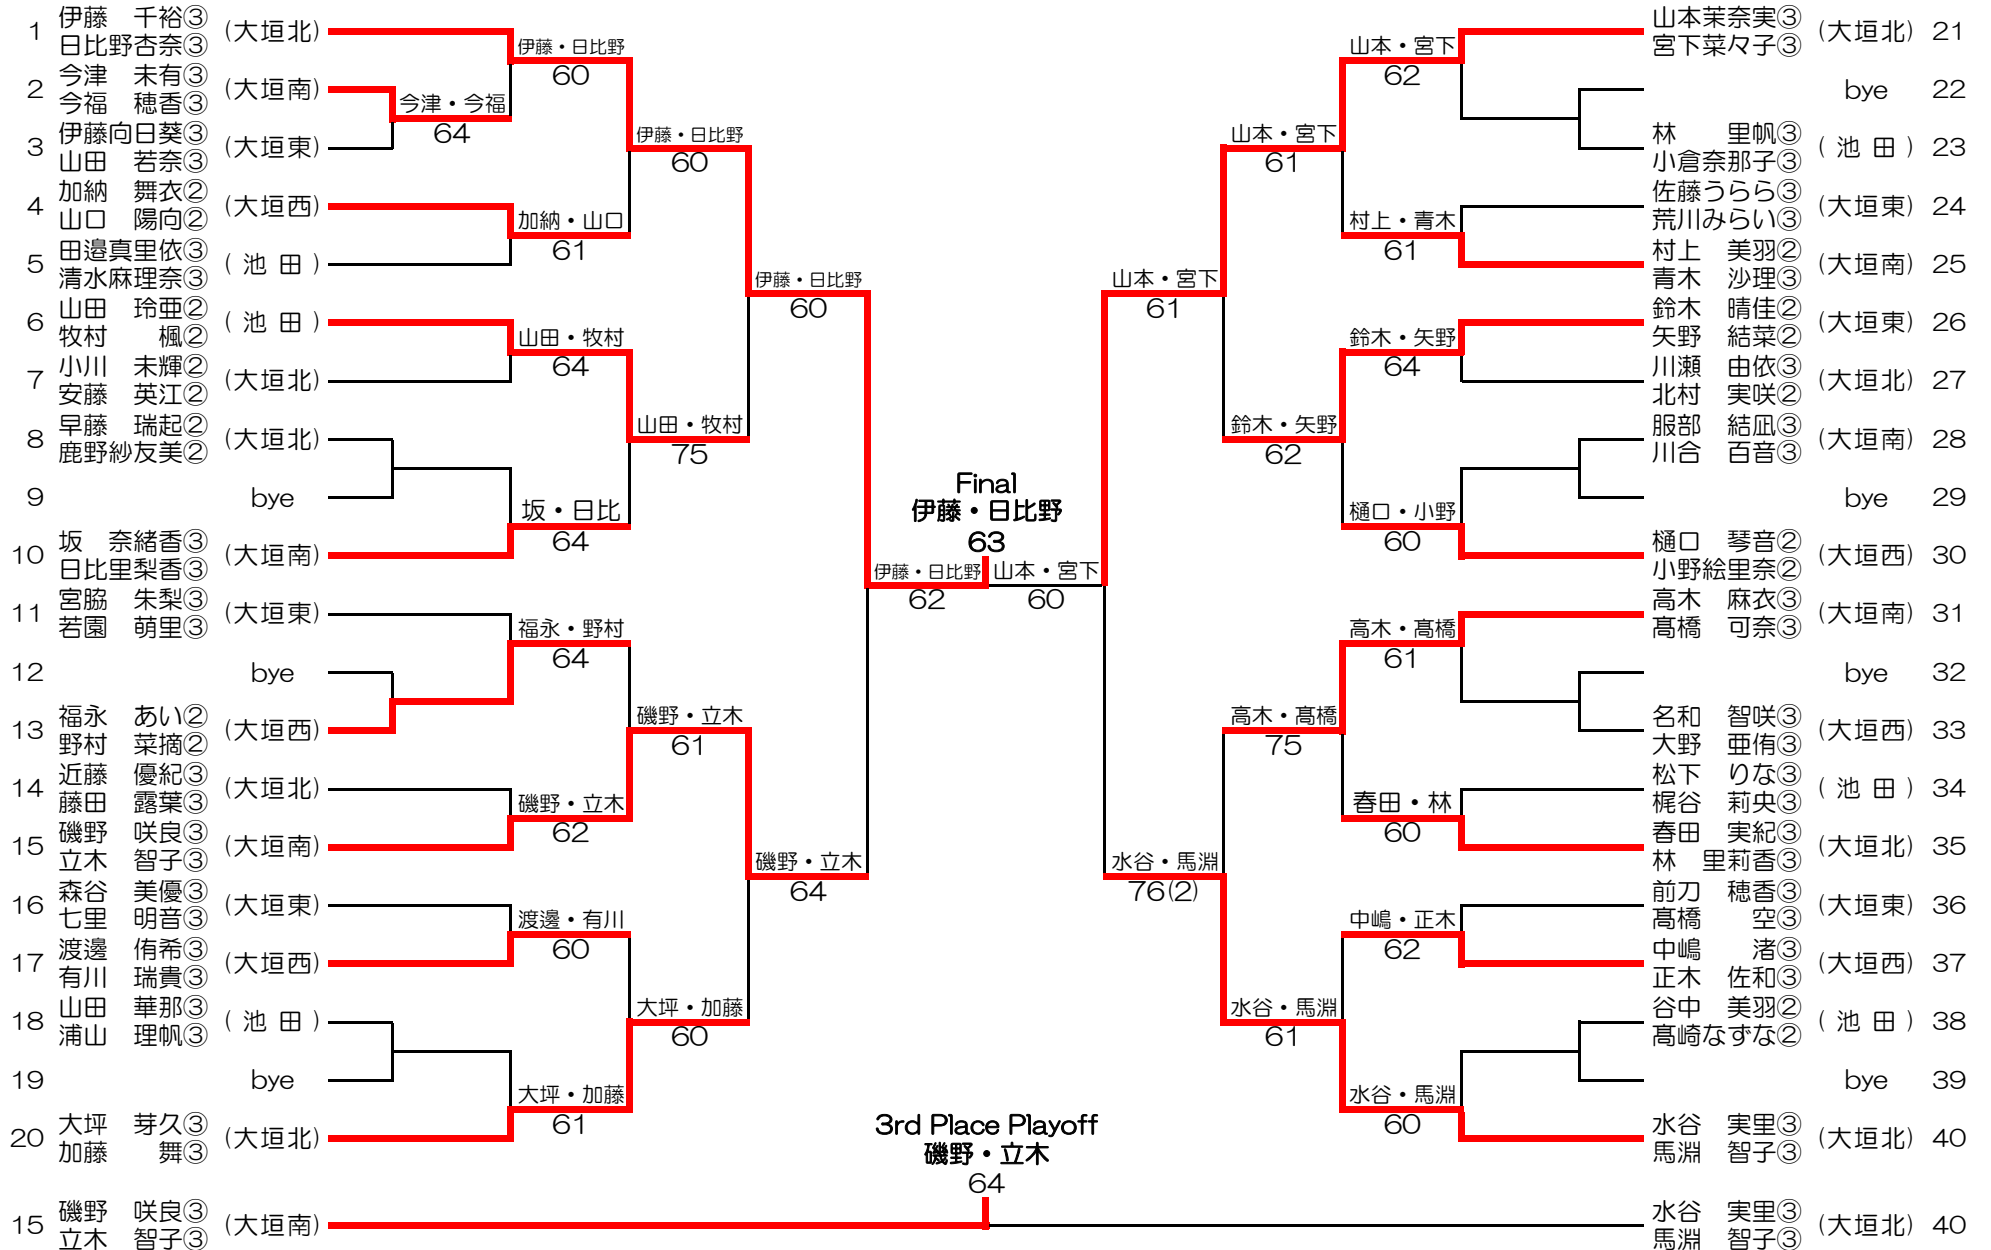 1 伊藤　千裕③ (大垣北)
日比野杏奈③
2 今津　未有③ (大垣南)
今福　穂香③
3 伊藤向日葵③ (大垣東)
山田　若奈③
4 加納　舞衣② (大垣西)
山口　陽向②
5 田邉真里依③ (池田)
清水麻理奈③
6 山田　玲亜② (池田)
牧村　　楓②
7 小川　未輝② (大垣北)
安藤　英江②
8 早藤　瑞起② (大垣北)
鹿野紗友美②
9 bye
10 坂　奈緒香③ (大垣南)
日比里梨香③
11 宮脇　朱梨③ (大垣東)
若園　萌里③
12 bye
13 福永　あい② (大垣西)
野村　菜摘②
14 近藤　優紀③ (大垣北)
藤田　露葉③
15 磯野　咲良③ (大垣南)
立木　智子③
16 森谷　美優③ (大垣東)
七里　明音③
17 渡邊　侑希③ (大垣西)
有川　瑞貴③
18 山田　華那③ (池田)
浦山　理帆③
19 bye
20 大坪　芽久③ (大垣北)
加藤　　舞③
今津・今福
64
伊藤・日比野
60
加納・山口
61
山田・牧村
64
坂・日比
64
福永・野村
64
磯野・立木
62
渡邊・有川
60
大坪・加藤
61
伊藤・日比野
60
山田・牧村
75
磯野・立木
61
大坪・加藤
60
伊藤・日比野
60
磯野・立木
64
伊藤・日比野
62
Final
伊藤・日比野
63
山本・宮下
60
山本・宮下
61
水谷・馬淵
76(2)
山本・宮下
61
鈴木・矢野
62
高木・髙橋
75
水谷・馬淵
61
山本・宮下
62
村上・青木
61
鈴木・矢野
64
樋口・小野
60
高木・髙橋
61
春田・林
60
中嶋・正木
62
水谷・馬淵
60
山本茉奈実③ (大垣北) 21
宮下菜々子③
bye 22
林　　里帆③ (池田) 23
小倉奈那子③
佐藤うらら③ (大垣東) 24
荒川みらい③
村上　美羽② (大垣南) 25
青木　沙理③
鈴木　晴佳② (大垣東) 26
矢野　結菜②
川瀬　由依③ (大垣北) 27
北村　実咲②
服部　結凪③ (大垣南) 28
川合　百音③
bye 29
樋口　琴音② (大垣西) 30
小野絵里奈②
高木　麻衣③ (大垣南) 31
髙橋　可奈③
bye 32
名和　智咲③ (大垣西) 33
大野　亜侑③
松下　りな③ (池田) 34
梶谷　莉央③
春田　実紀③ (大垣北) 35
林　里莉香③
前刀　穂香③ (大垣東) 36
髙橋　　空③
中嶋　　渚③ (大垣西) 37
正木　佐和③
谷中　美羽② (池田) 38
髙崎なずな②
bye 39
水谷　実里③ (大垣北) 40
馬淵　智子③
3rd Place Playoff
磯野・立木
64
15 磯野　咲良③ (大垣南)
立木　智子③
水谷　実里③ (大垣北) 40
馬淵　智子③